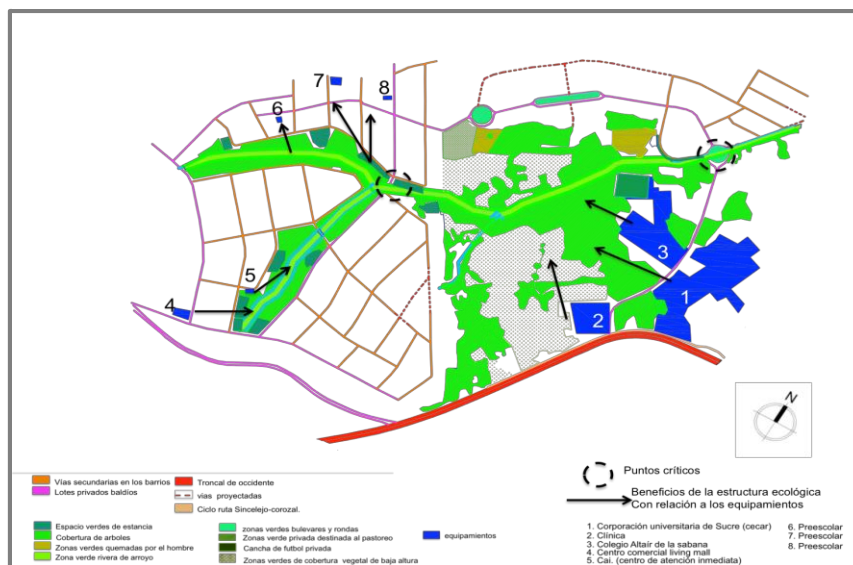 7
8
6
5
4
3
1
2
N
Vías secundarias en los barrios
Lotes privados baldíos
Troncal de occidente
vias proyectadas
Ciclo ruta Sincelejo-corozal.
Espacio verdes de estancia
Cobertura de arboles
Zonas verdes quemadas por el hombre
Zona verde rivera de arroyo
zonas verdes bulevares y rondas
Zonas verde privada destinada al pastoreo
Cancha de futbol privada
Zonas verdes de cobertura vegetal de baja altura
equipamientos
Puntos críticos
Beneficios de la estructura ecológica
Con relación a los equipamientos
1. Corporación universitaria de Sucre (cecar)
2. Clínica
3. Colegio Altaír de la sabana
4. Centro comercial living mall
5. Cai. (centro de atención inmediata)
6. Preescolar
7. Preescolar
8. Preescolar